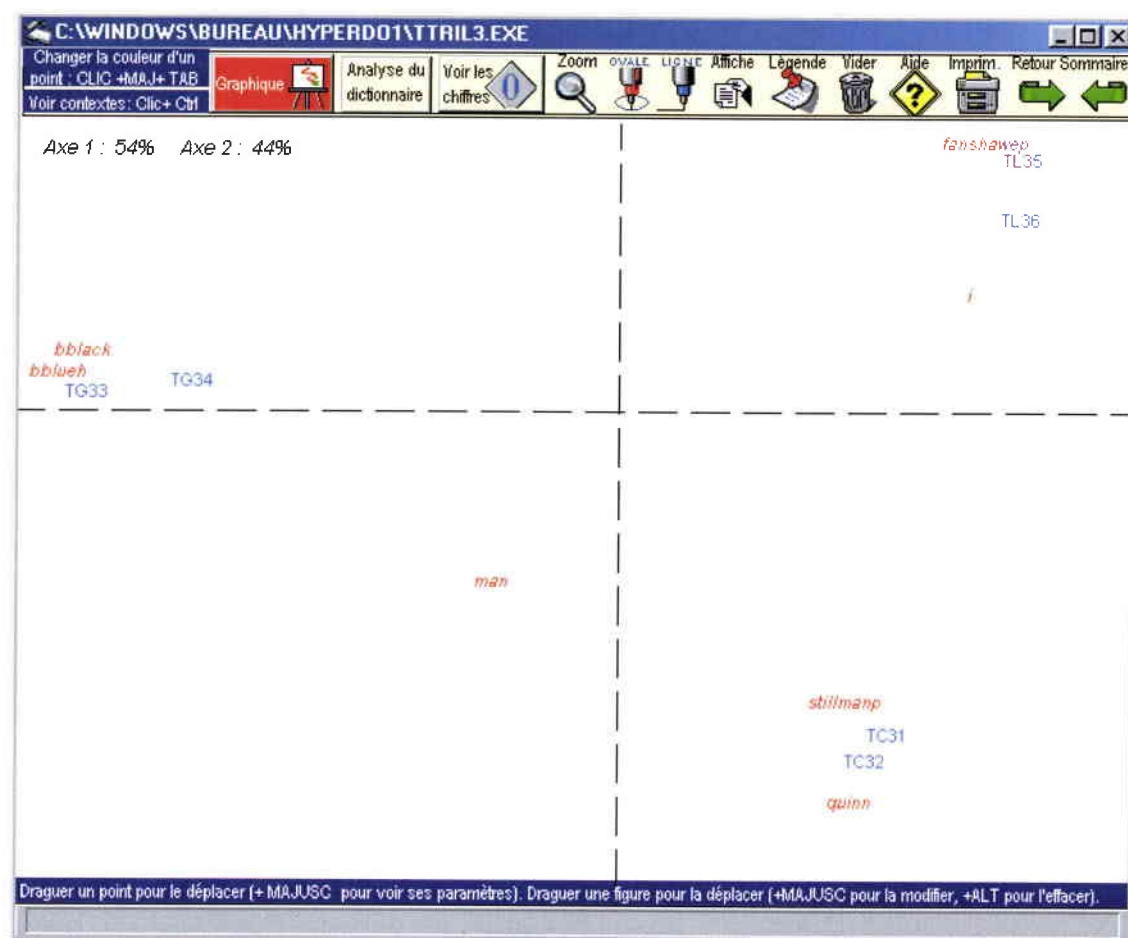 C:\WINDOWS\BUREAU\HYPERDO1\TTRIL3.EXE
Changer la couleur d'un
point : CLIC +MAJ+ TAB
Voir contextes: Clic+ Ctrl
Graphique
Analyse du
dictionnaire
Voir les
chiffres
0
Zoom
OVALE
LIGNE
Affiche
Légende
Vider
Aide
?
Imprim.
Retour
Sommaire
Axe 1 : 54% Axe 2 : 44%
fanshawep
TL35
TL36
i
bblack
bblueh
TG33
TG34
man
stillmanp
TC31
TC32
quinn
Draguer un point pour le déplacer (+ MAJUSC pour voir ses paramètres). Draguer une figure pour la déplacer (+MAJUSC pour la modifier, +ALT pour l'effacer).